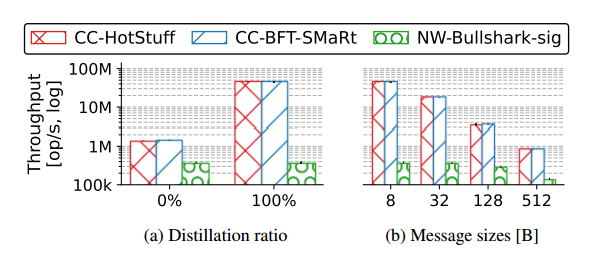 CC-HotStuff CC-BFT-SMaRt NW-Bullshark-sig
Throughput
[op/s, log]
100M
10M
1M
100k
0% 100%
8 32 128 512
(a) Distillation ratio
(b) Message sizes [B]